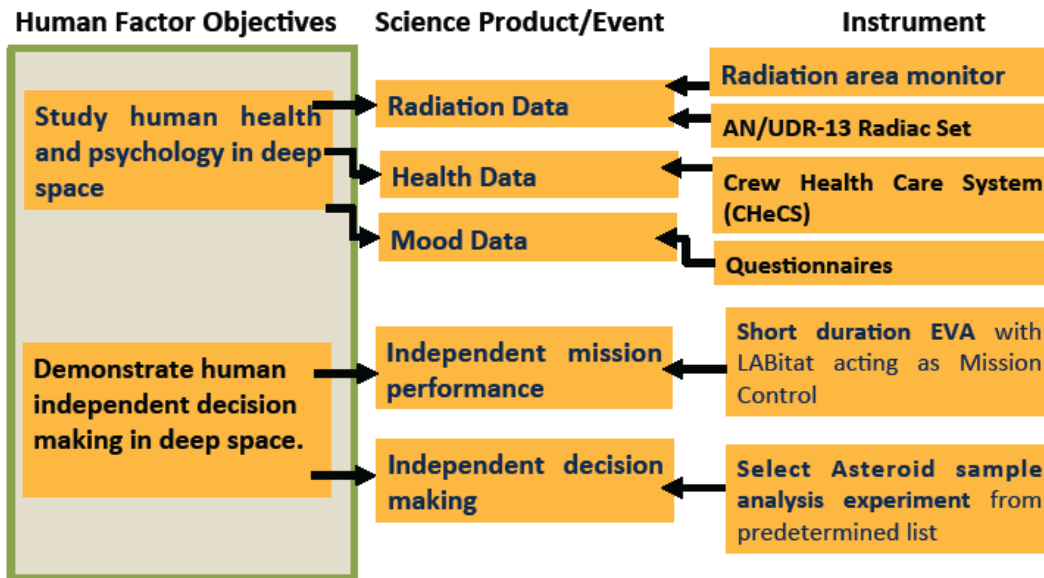 Human Factor Objectives
Science Product/Event
Instrument
Study human health
and psychology in deep
space
Radiation Data
Health Data
Mood Data
Radiation area monitor
AN/UDR-13 Radiac Set
Crew Health Care System
(CHeCS)
Questionnaires
Demonstrate human
independent decision
making in deep space.
Independent mission
performance
Independent decision
making
Short duration EVA with
LABitat acting as Mission
Control
Select Asteroid sample
analysis experiment from
predetermined list